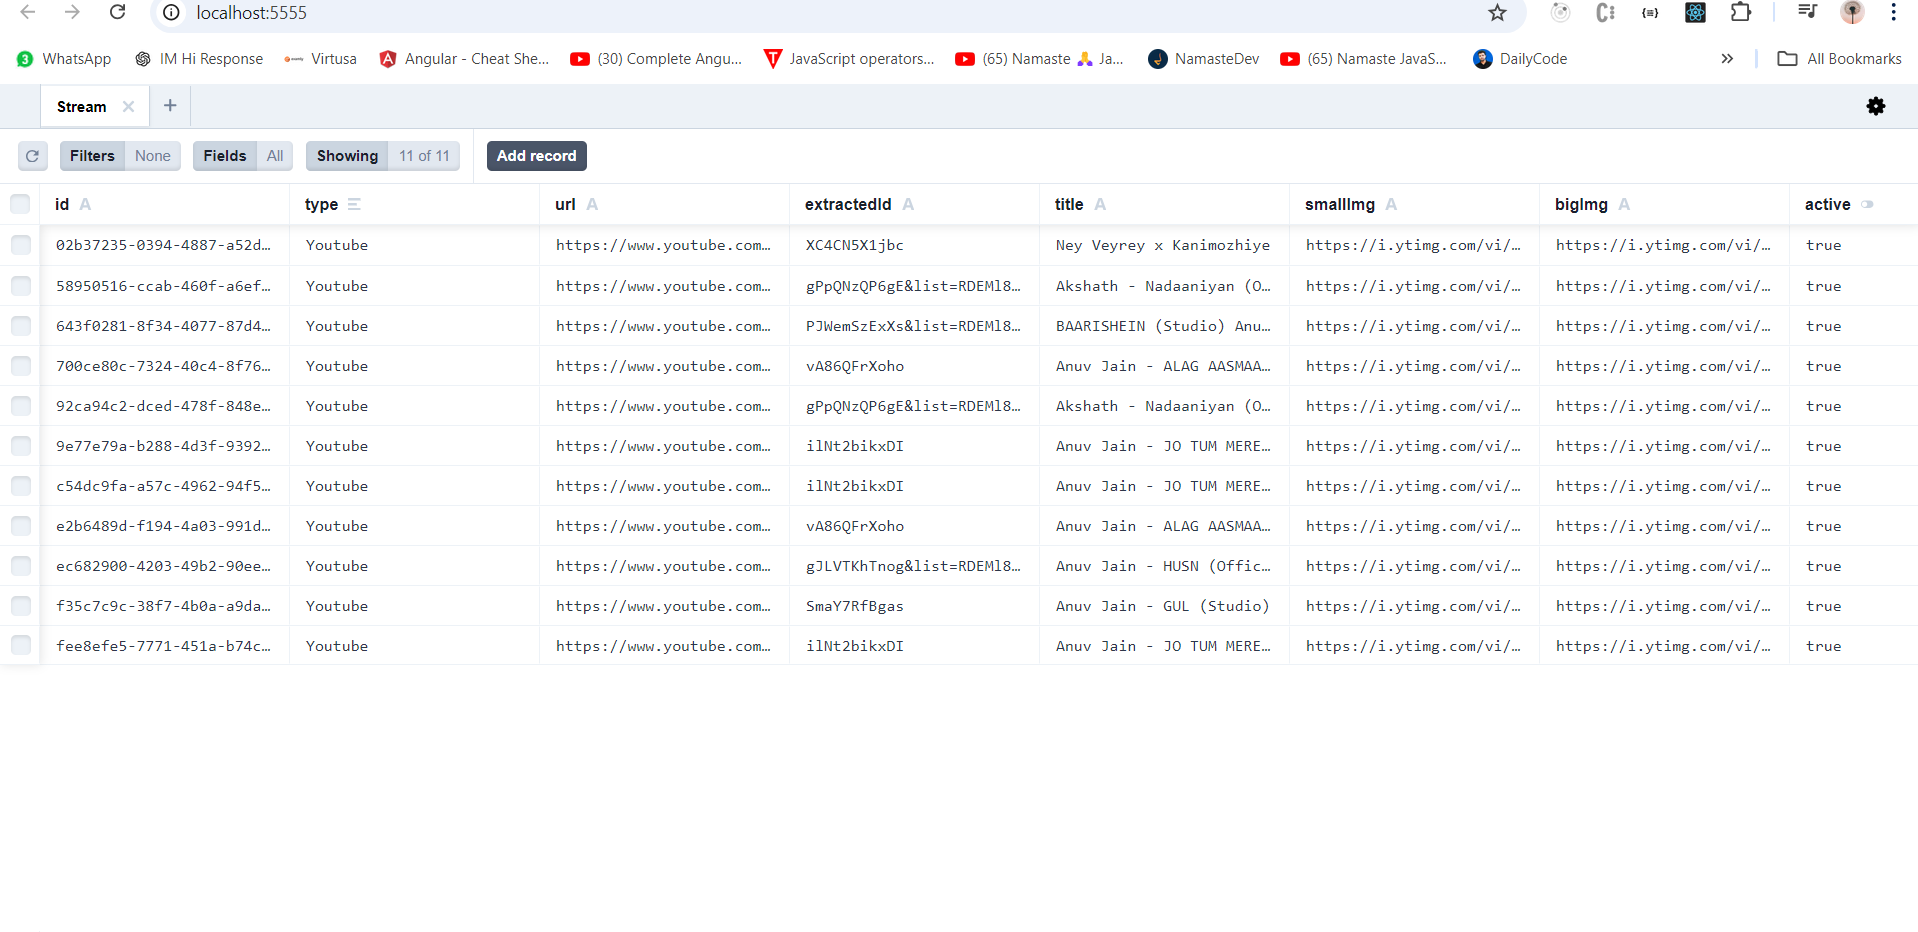 localhost:5555
WhatsApp IM Hi Response Virtusa Angular - Cheat She... (30) Complete Angu... JavaScript operators... (65) Namaste 🙏 Ja... NamasteDev (65) Namaste JavaS... DailyCode » All Bookmarks
Stream
Filters None Fields All Showing 11 of 11 Add record
id type url extractedId title smallImg bigImg active
02b37235-0394-4887-a52d… Youtube https://www.youtube.com… XC4CN5X1jbc Ney Veyrey x Kanimozhiye https://i.ytimg.com/vi/… https://i.ytimg.com/vi/… true
58950516-ccab-460f-a6ef… Youtube https://www.youtube.com… gPpQNzQP6gE&list=RDEMl8… Akshath - Nadaaniyan (O… https://i.ytimg.com/vi/… https://i.ytimg.com/vi/… true
643f0281-8f34-4077-87d4… Youtube https://www.youtube.com… PJWemSzExXs&list=RDEMl8… BAARISHEIN (Studio) Anu… https://i.ytimg.com/vi/… https://i.ytimg.com/vi/… true
700ce80c-7324-40c4-8f76… Youtube https://www.youtube.com… vA86QFrXoho Anuv Jain - ALAG AASMAA… https://i.ytimg.com/vi/… https://i.ytimg.com/vi/… true
92ca94c2-dced-478f-848e… Youtube https://www.youtube.com… gPpQNzQP6gE&list=RDEMl8… Akshath - Nadaaniyan (O… https://i.ytimg.com/vi/… https://i.ytimg.com/vi/… true
9e77e79a-b288-4d3f-9392… Youtube https://www.youtube.com… ilNt2bikxDI Anuv Jain - JO TUM MERE… https://i.ytimg.com/vi/… https://i.ytimg.com/vi/… true
c54dc9fa-a57c-4962-94f5… Youtube https://www.youtube.com… ilNt2bikxDI Anuv Jain - JO TUM MERE… https://i.ytimg.com/vi/… https://i.ytimg.com/vi/… true
e2b6489d-f194-4a03-991d… Youtube https://www.youtube.com… vA86QFrXoho Anuv Jain - ALAG AASMAA… https://i.ytimg.com/vi/… https://i.ytimg.com/vi/… true
ec682900-4203-49b2-90ee… Youtube https://www.youtube.com… gJLVTKhTnog&list=RDEMl8… Anuv Jain - HUSN (Offic… https://i.ytimg.com/vi/… https://i.ytimg.com/vi/… true
f35c7c9c-38f7-4b0a-a9da… Youtube https://www.youtube.com… SmaY7RfBgas Anuv Jain - GUL (Studio) https://i.ytimg.com/vi/… https://i.ytimg.com/vi/… true
fee8efe5-7771-451a-b74c… Youtube https://www.youtube.com… ilNt2bikxDI Anuv Jain - JO TUM MERE… https://i.ytimg.com/vi/… https://i.ytimg.com/vi/… true